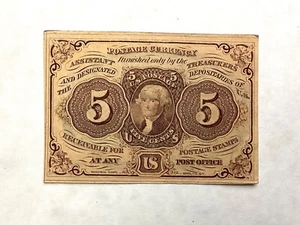 POSTAGE CURRENCY
Furnished only by the
ASSISTANT TREASURERS
AND DESIGNATED DEPOSITARIES
OF THE U.S.
5 5
5 5
FIVE CENTS
RECEIVABLE FOR POSTAGE STAMPS
AT ANY US POST OFFICE